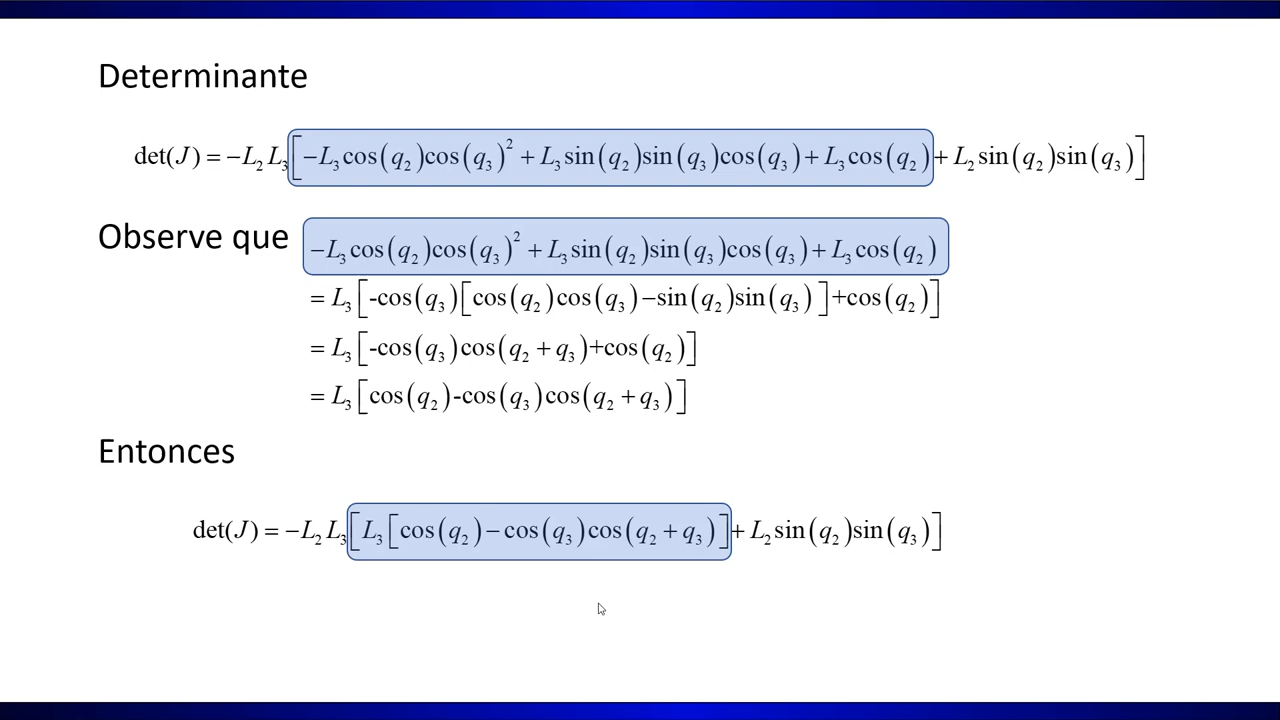 Determinante
det(J) = −L₂L₃[−L₃cos(q₂)cos(q₃)² + L₃sin(q₂)sin(q₃)cos(q₃) + L₃cos(q₂) + L₂sin(q₂)sin(q₃)]
Observe que −L₃cos(q₂)cos(q₃)² + L₃sin(q₂)sin(q₃)cos(q₃) + L₃cos(q₂)
= L₃[-cos(q₃)[cos(q₂)cos(q₃)−sin(q₂)sin(q₃)]+cos(q₂)]
= L₃[-cos(q₃)cos(q₂ + q₃)+cos(q₂)]
= L₃[cos(q₂)-cos(q₃)cos(q₂ + q₃)]
Entonces
det(J) = −L₂L₃[L₃[cos(q₂) − cos(q₃)cos(q₂ + q₃)] + L₂sin(q₂)sin(q₃)]